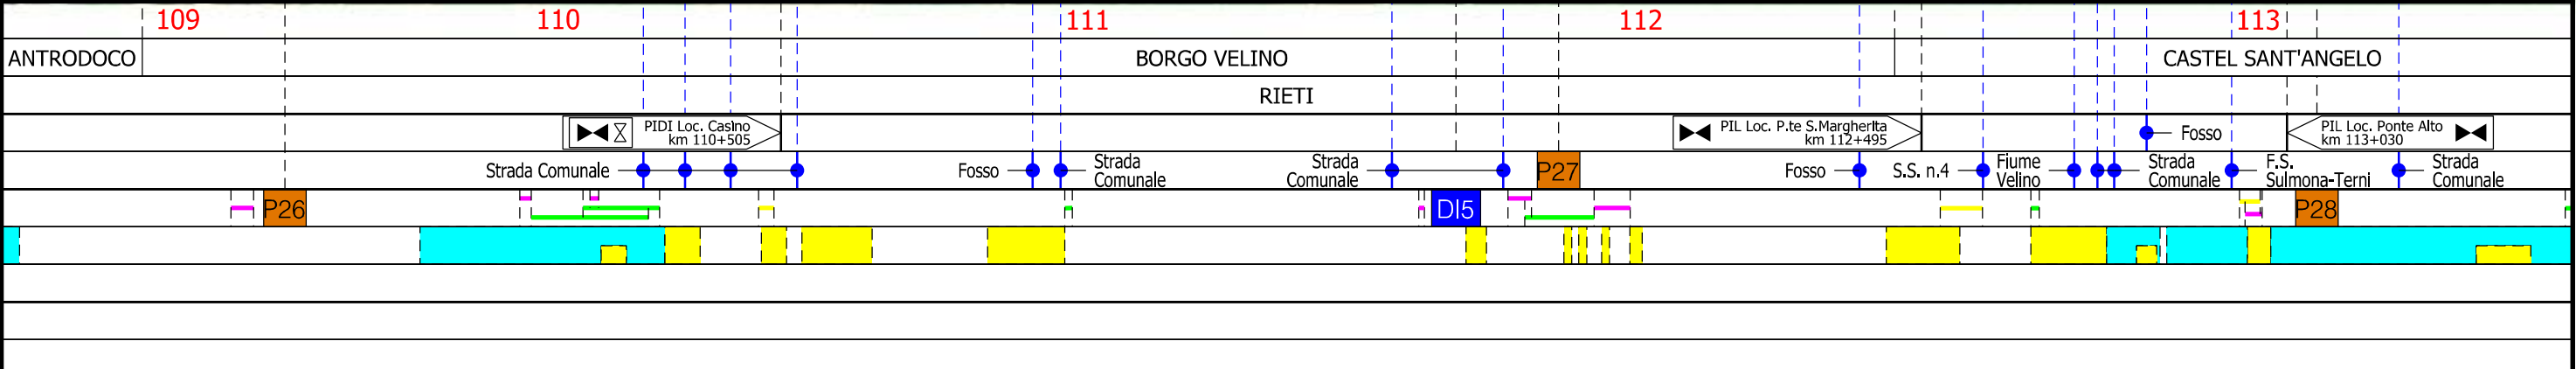 109 110 111 112 113
ANTRODOCO BORGO VELINO CASTEL SANT'ANGELO
RIETI
PIDI Loc. Casino
km 110+505
PIL Loc. P.te S.Margherita
km 112+495
Fosso
PIL Loc. Ponte Alto
km 113+030
Strada Comunale
Fosso
Strada
Comunale
Strada
Comunale
P27
Fosso
S.S. n.4
Fiume
Velino
Strada
Comunale
F.S.
Sulmona-Terni
Strada
Comunale
P26
DI5
P28